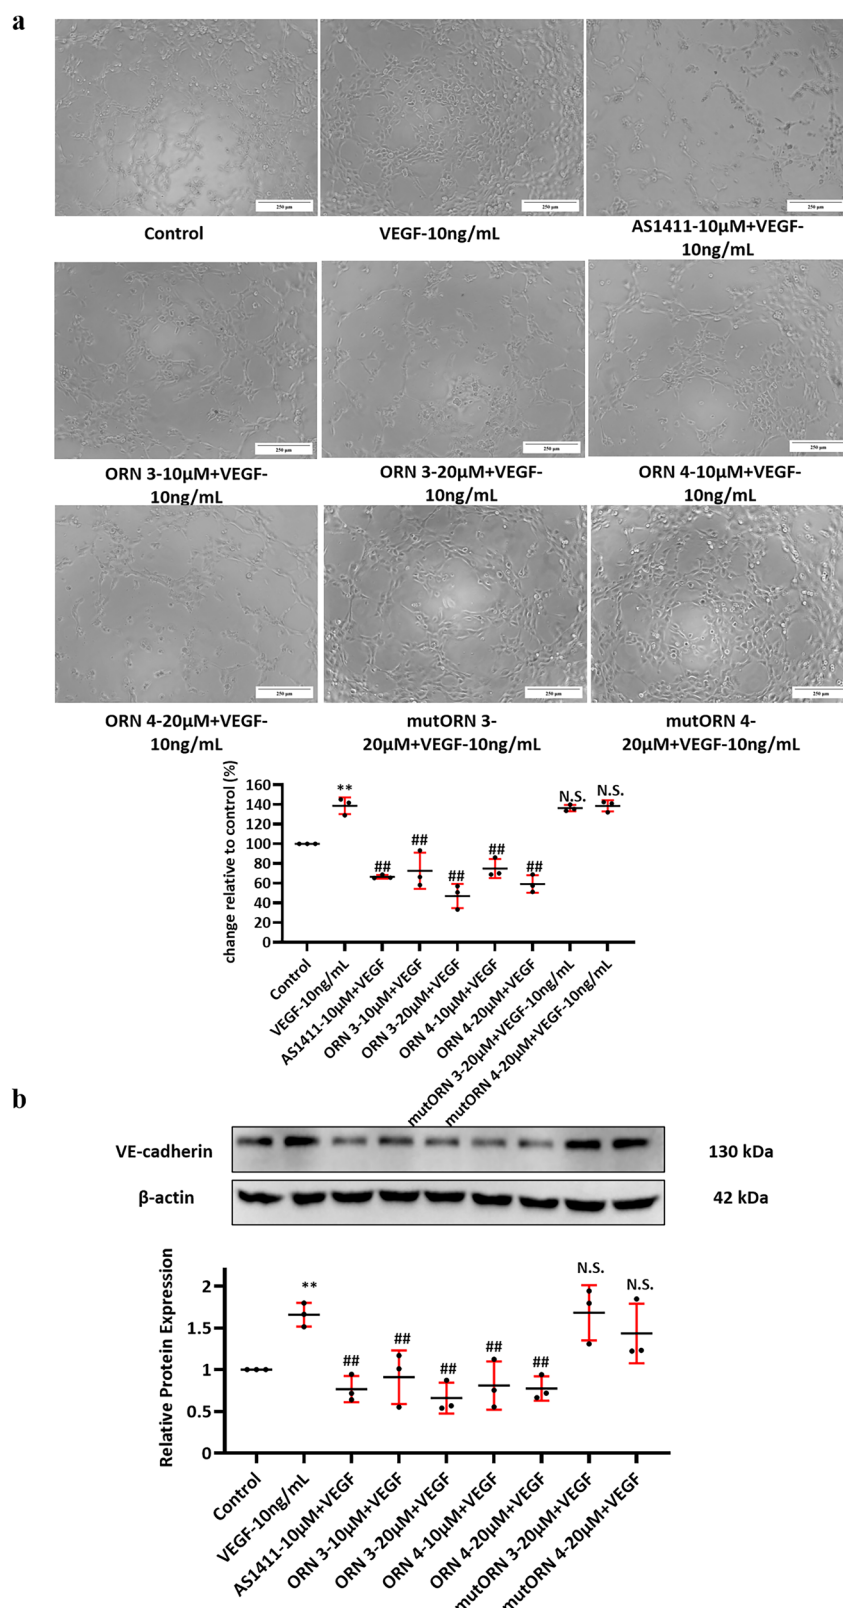 a
250 µm
250 µm
250 µm
Control
VEGF-10ng/mL
AS1411-10µM+VEGF-
10ng/mL
250 µm
250 µm
250 µm
ORN 3-10µM+VEGF-
10ng/mL
ORN 3-20µM+VEGF-
10ng/mL
ORN 4-10µM+VEGF-
10ng/mL
250 µm
250 µm
250 µm
ORN 4-20µM+VEGF-
10ng/mL
mutORN 3-
20µM+VEGF-10ng/mL
mutORN 4-
20µM+VEGF-10ng/mL
change relative to control (%)
160
140
120
100
80
60
40
20
0
**
##
##
##
##
##
N.S.
N.S.
Control
VEGF-10ng/mL
AS1411-10µM+VEGF
ORN 3-10µM+VEGF
ORN 3-20µM+VEGF
ORN 4-10µM+VEGF
ORN 4-20µM+VEGF
mutORN 3-20µM+VEGF-10ng/mL
mutORN 4-20µM+VEGF-10ng/mL
b
VE-cadherin
130 kDa
β-actin
42 kDa
Relative Protein Expression
2
1.5
1
0.5
0
**
##
##
##
##
##
N.S.
N.S.
Control
VEGF-10ng/mL
AS1411-10µM+VEGF
ORN 3-10µM+VEGF
ORN 3-20µM+VEGF
ORN 4-10µM+VEGF
ORN 4-20µM+VEGF
mutORN 3-20µM+VEGF
mutORN 4-20µM+VEGF